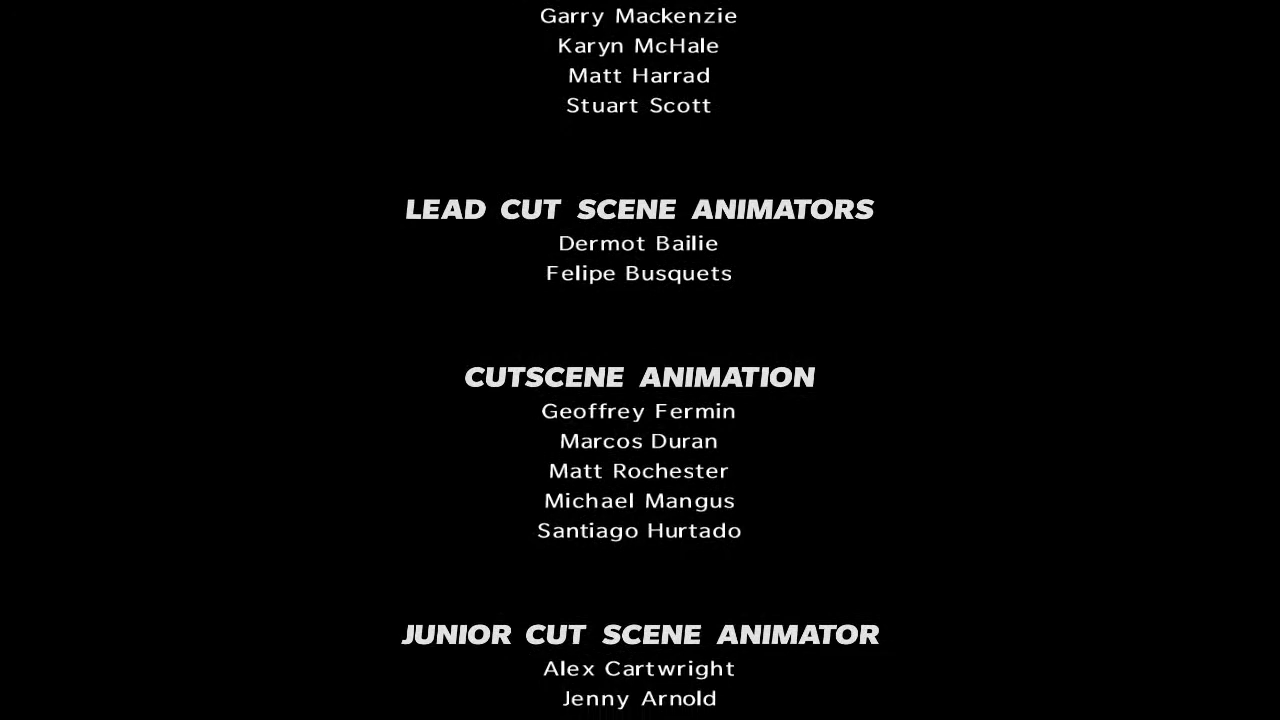 Garry Mackenzie
Karyn McHale
Matt Harrad
Stuart Scott
LEAD CUT SCENE ANIMATORS
Dermot Bailie
Felipe Busquets
CUTSCENE ANIMATION
Geoffrey Fermin
Marcos Duran
Matt Rochester
Michael Mangus
Santiago Hurtado
JUNIOR CUT SCENE ANIMATOR
Alex Cartwright
Jenny Arnold